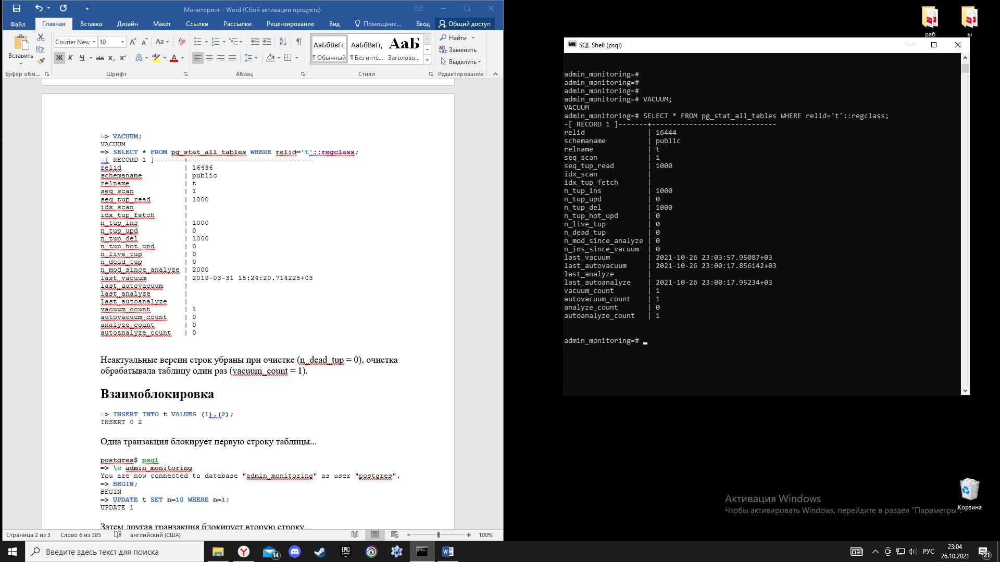 Мониторинг - Word (Сбой активации продукта)
Файл Главная Вставка Дизайн Макет Ссылки Рассылки Рецензирование Вид Помощник... Вход Общий доступ
Вставить
Courier New 10
Aa
Ж К Ч abc x₂ x²
АаБбВвГг, АаБбВвГг, АаБ
¶ Обычный ¶ Без инте... Заголово...
Найти
Заменить
Выделить
Буфер обм... Шрифт Абзац Стили Редактирование
=> VACUUM;
VACUUM
=> SELECT * FROM pg_stat_all_tables WHERE relid='t'::regclass;
-[ RECORD 1 ]-------+------------------------------
relid | 16436
schemaname | public
relname | t
seq_scan | 1
seq_tup_read | 1000
idx_scan |
idx_tup_fetch |
n_tup_ins | 1000
n_tup_upd | 0
n_tup_del | 1000
n_tup_hot_upd | 0
n_live_tup | 0
n_dead_tup | 0
n_mod_since_analyze | 2000
last_vacuum | 2019-03-31 15:24:20.714225+03
last_autovacuum |
last_analyze |
last_autoanalyze |
vacuum_count | 1
autovacuum_count | 0
analyze_count | 0
autoanalyze_count | 0
Неактуальные версии строк убраны при очистке (n_dead_tup = 0), очистка
обрабатывала таблицу один раз (vacuum_count = 1).
Взаимоблокировка
=> INSERT INTO t VALUES (1),(2);
INSERT 0 2
Одна транзакция блокирует первую строку таблицы...
postgres$ psql
=> \c admin_monitoring
You are now connected to database "admin_monitoring" as user "postgres".
=> BEGIN;
BEGIN
=> UPDATE t SET n=10 WHERE n=1;
UPDATE 1
Затем другая транзакция блокирует вторую строку...
Страница 2 из 3 Слово 6 из 385 английский (США) 100%
раб ы
SQL Shell (psql)
admin_monitoring=#
admin_monitoring=#
admin_monitoring=#
admin_monitoring=# VACUUM;
VACUUM
admin_monitoring=# SELECT * FROM pg_stat_all_tables WHERE relid='t'::regclass;
-[ RECORD 1 ]-------+------------------------------
relid | 16444
schemaname | public
relname | t
seq_scan | 1
seq_tup_read | 1000
idx_scan |
idx_tup_fetch |
n_tup_ins | 1000
n_tup_upd | 0
n_tup_del | 1000
n_tup_hot_upd | 0
n_live_tup | 0
n_dead_tup | 0
n_mod_since_analyze | 0
n_ins_since_vacuum | 0
last_vacuum | 2021-10-26 23:03:57.95087+03
last_autovacuum | 2021-10-26 23:00:17.856142+03
last_analyze |
last_autoanalyze | 2021-10-26 23:00:17.95234+03
vacuum_count | 1
autovacuum_count | 1
analyze_count | 0
autoanalyze_count | 1
admin_monitoring=#
Активация Windows
Чтобы активировать Windows, перейдите в раздел "Параметры".
Корзина
Введите здесь текст для поиска
14
EPIC GAMES
РУС
23:04
26.10.2021
21